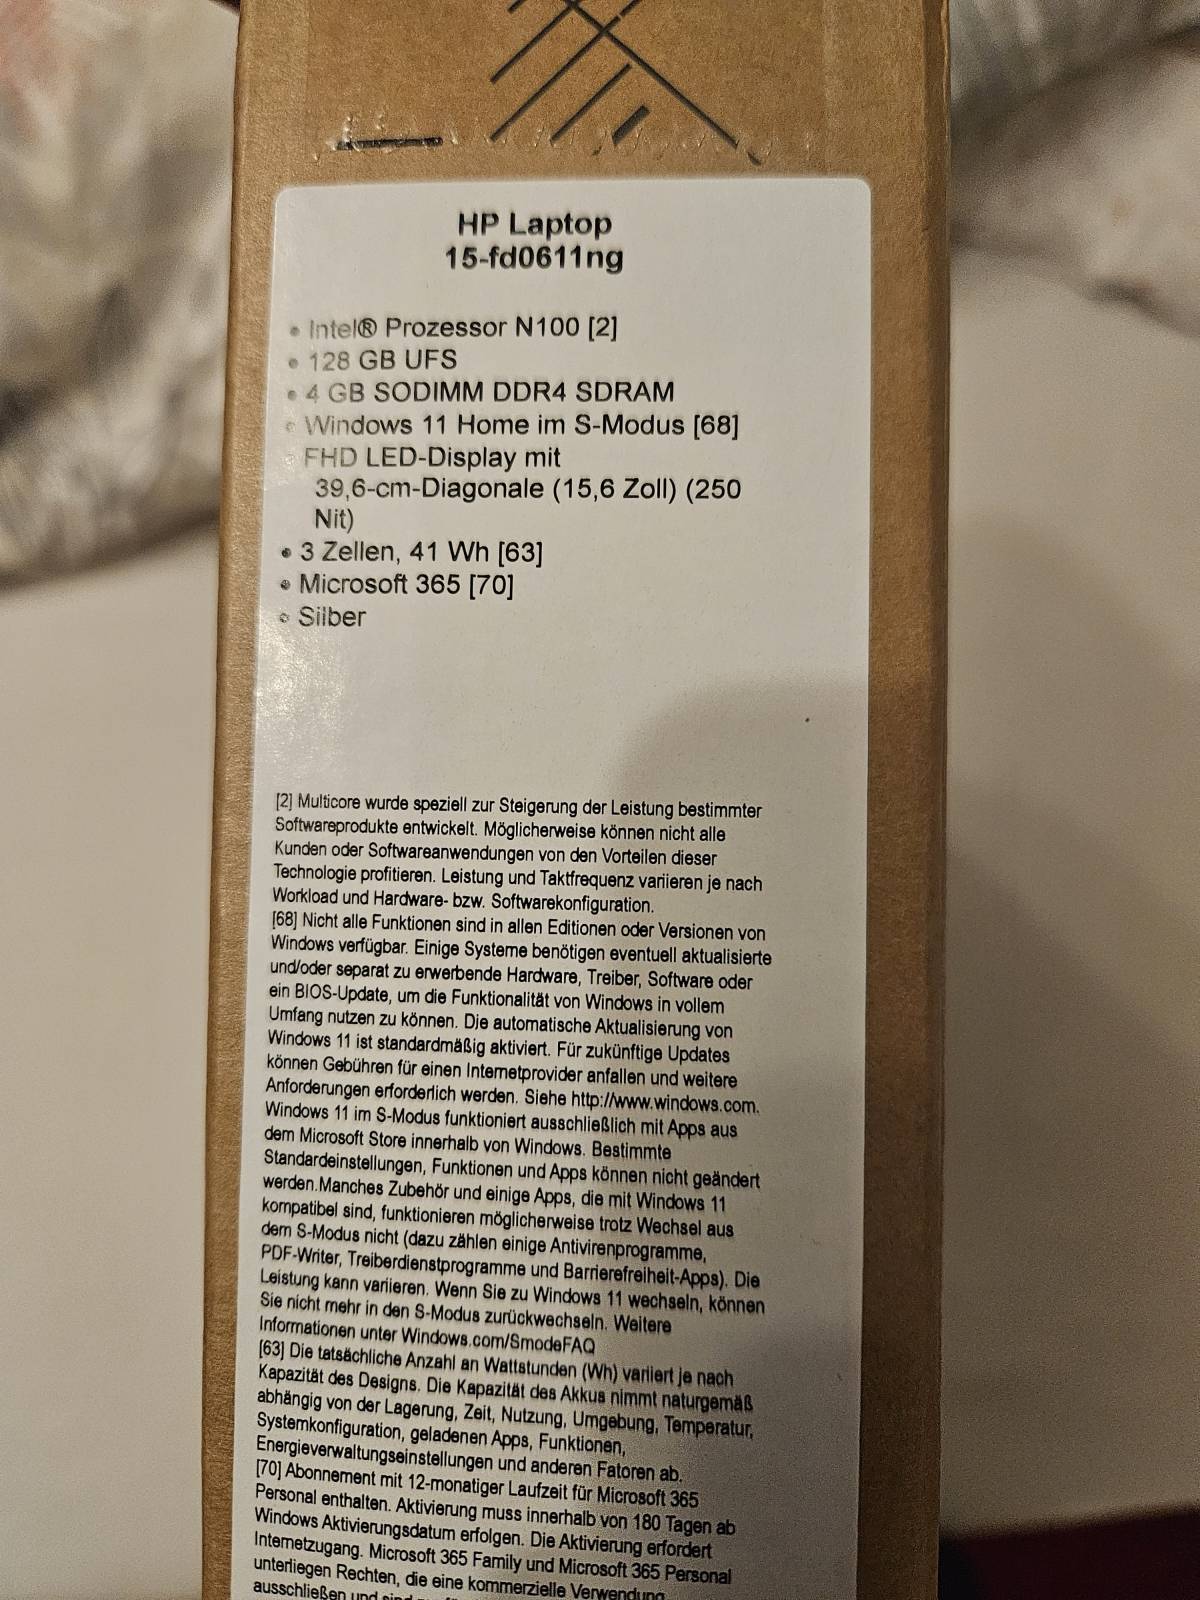 HP Laptop
15-fd0611ng
• Intel® Prozessor N100 [2]
• 128 GB UFS
• 4 GB SODIMM DDR4 SDRAM
• Windows 11 Home im S-Modus [68]
• FHD LED-Display mit
39,6-cm-Diagonale (15,6 Zoll) (250
Nit)
• 3 Zellen, 41 Wh [63]
• Microsoft 365 [70]
• Silber
[2] Multicore wurde speziell zur Steigerung der Leistung bestimmter
Softwareprodukte entwickelt. Möglicherweise können nicht alle
Kunden oder Softwareanwendungen von den Vorteilen dieser
Technologie profitieren. Leistung und Taktfrequenz variieren je nach
Workload und Hardware- bzw. Softwarekonfiguration.
[68] Nicht alle Funktionen sind in allen Editionen oder Versionen von
Windows verfügbar. Einige Systeme benötigen eventuell aktualisierte
und/oder separat zu erwerbende Hardware, Treiber, Software oder
ein BIOS-Update, um die Funktionalität von Windows in vollem
Umfang nutzen zu können. Die automatische Aktualisierung von
Windows 11 ist standardmäßig aktiviert. Für zukünftige Updates
können Gebühren für einen Internetprovider anfallen und weitere
Anforderungen erforderlich werden. Siehe http://www.windows.com.
Windows 11 im S-Modus funktioniert ausschließlich mit Apps aus
dem Microsoft Store innerhalb von Windows. Bestimmte
Standardeinstellungen, Funktionen und Apps können nicht geändert
werden.Manches Zubehör und einige Apps, die mit Windows 11
kompatibel sind, funktionieren möglicherweise trotz Wechsel aus
dem S-Modus nicht (dazu zählen einige Antivirenprogramme,
PDF-Writer, Treiberdienstprogramme und Barrierefreiheit-Apps). Die
Leistung kann variieren. Wenn Sie zu Windows 11 wechseln, können
Sie nicht mehr in den S-Modus zurückwechseln. Weitere
Informationen unter Windows.com/SmodeFAQ
[63] Die tatsächliche Anzahl an Wattstunden (Wh) variiert je nach
Kapazität des Designs. Die Kapazität des Akkus nimmt naturgemäß
abhängig von der Lagerung, Zeit, Nutzung, Umgebung, Temperatur,
Systemkonfiguration, geladenen Apps, Funktionen,
Energieverwaltungseinstellungen und anderen Fatoren ab.
[70] Abonnement mit 12-monatiger Laufzeit für Microsoft 365
Personal enthalten. Aktivierung muss innerhalb von 180 Tagen ab
Windows Aktivierungsdatum erfolgen. Die Aktivierung erfordert
Internetzugang. Microsoft 365 Family und Microsoft 365 Personal
unterliegen Rechten, die eine kommerzielle Verwendung
ausschließen und sind